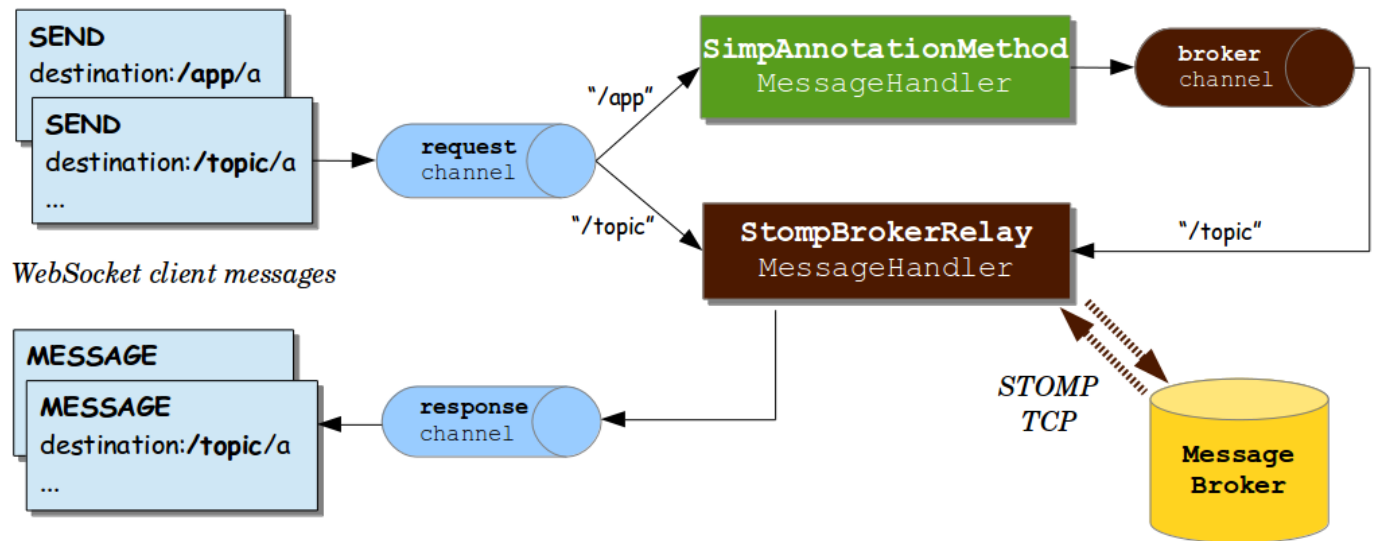 SEND
destination:/app/a
SEND
destination:/topic/a
...
WebSocket client messages
request
channel
“/app”
“/topic”
SimpAnnotationMethod
MessageHandler
broker
channel
StompBrokerRelay
MessageHandler
“/topic”
MESSAGE
MESSAGE
destination:/topic/a
...
response
channel
STOMP
TCP
Message
Broker